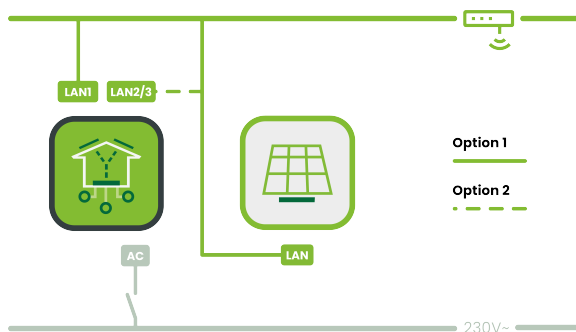 LAN1 LAN2/3
Option 1
Option 2
AC
LAN
230V~